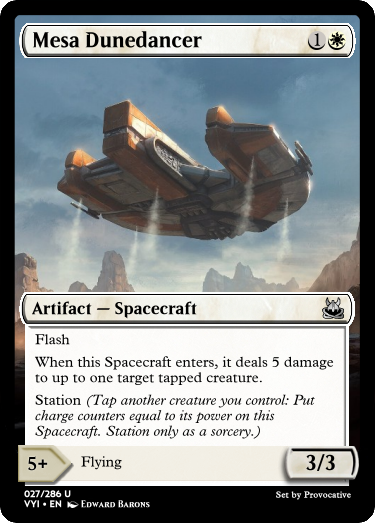 Mesa Dunedancer 1
Artifact — Spacecraft
Flash
When this Spacecraft enters, it deals 5 damage
to up to one target tapped creature.
Station (Tap another creature you control: Put
charge counters equal to its power on this
Spacecraft. Station only as a sorcery.)
5+ Flying
3/3
027/286 U
VYI • EN Edward Barons
Set by Provocative